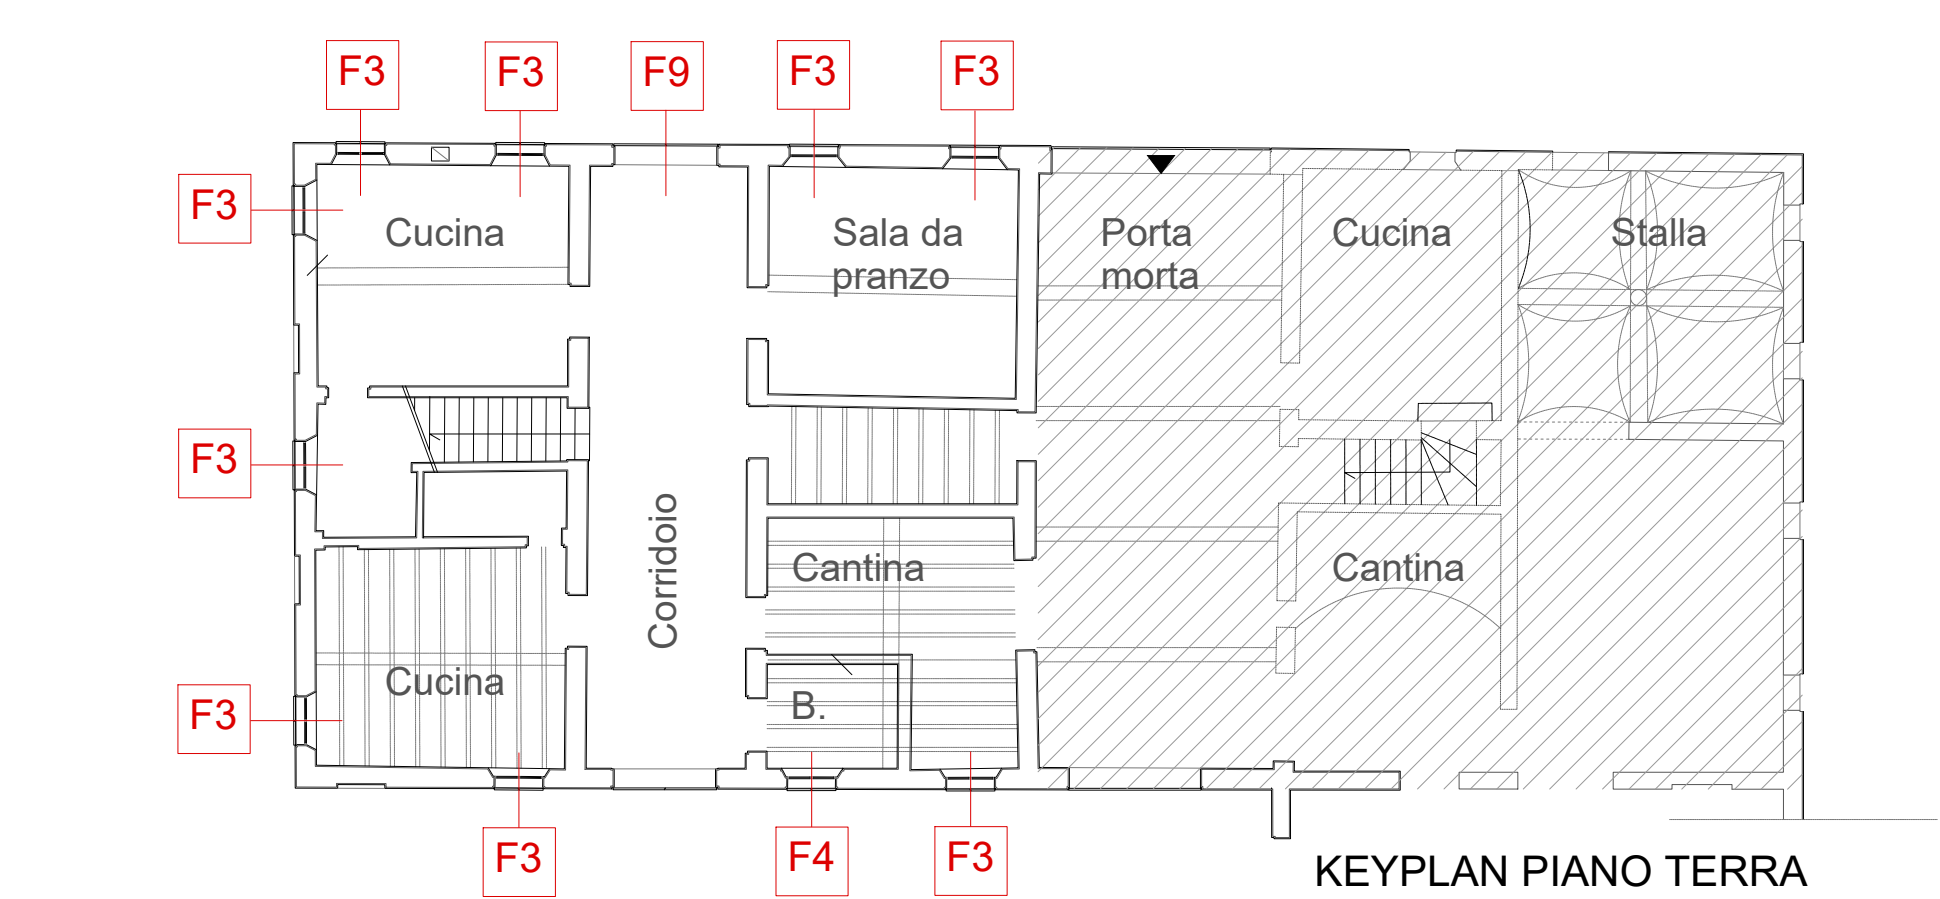 F3
F3
F9
F3
F3
F3
Cucina
Sala da
pranzo
Porta
morta
Cucina
Stalla
F3
Corridoio
Cantina
Cantina
Cucina
B.
F3
F3
F4
F3
KEYPLAN PIANO TERRA